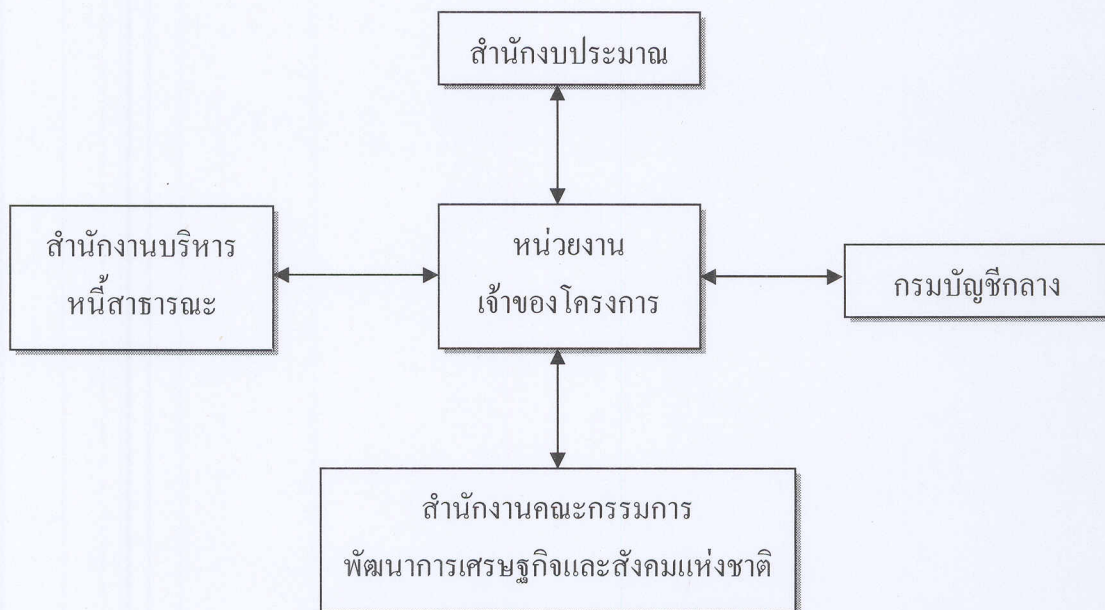 สำนักงบประมาณ
สำนักงานบริหาร
หนี้สาธารณะ
หน่วยงาน
เจ้าของโครงการ
กรมบัญชีกลาง
สำนักงานคณะกรรมการ
พัฒนาการเศรษฐกิจและสังคมแห่งชาติ